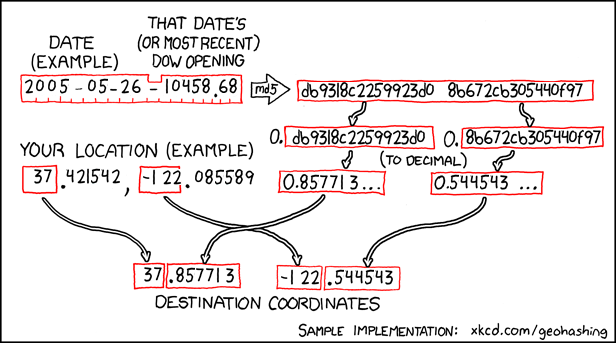 DATE
(EXAMPLE)
THAT DATE'S
(OR MOST RECENT)
DOW OPENING
2005-05-26-10458.68
md5
db9318c2259923d0 8b672cb305440f97
0.db9318c2259923d0
0.8b672cb305440f97
(TO DECIMAL)
YOUR LOCATION (EXAMPLE)
37.421542, -122.085589
0.857713...
0.544543...
37.857713
-122.544543
DESTINATION COORDINATES
SAMPLE IMPLEMENTATION: xkcd.com/geohashing